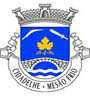 CIDADELHE - MESÃO FRIO